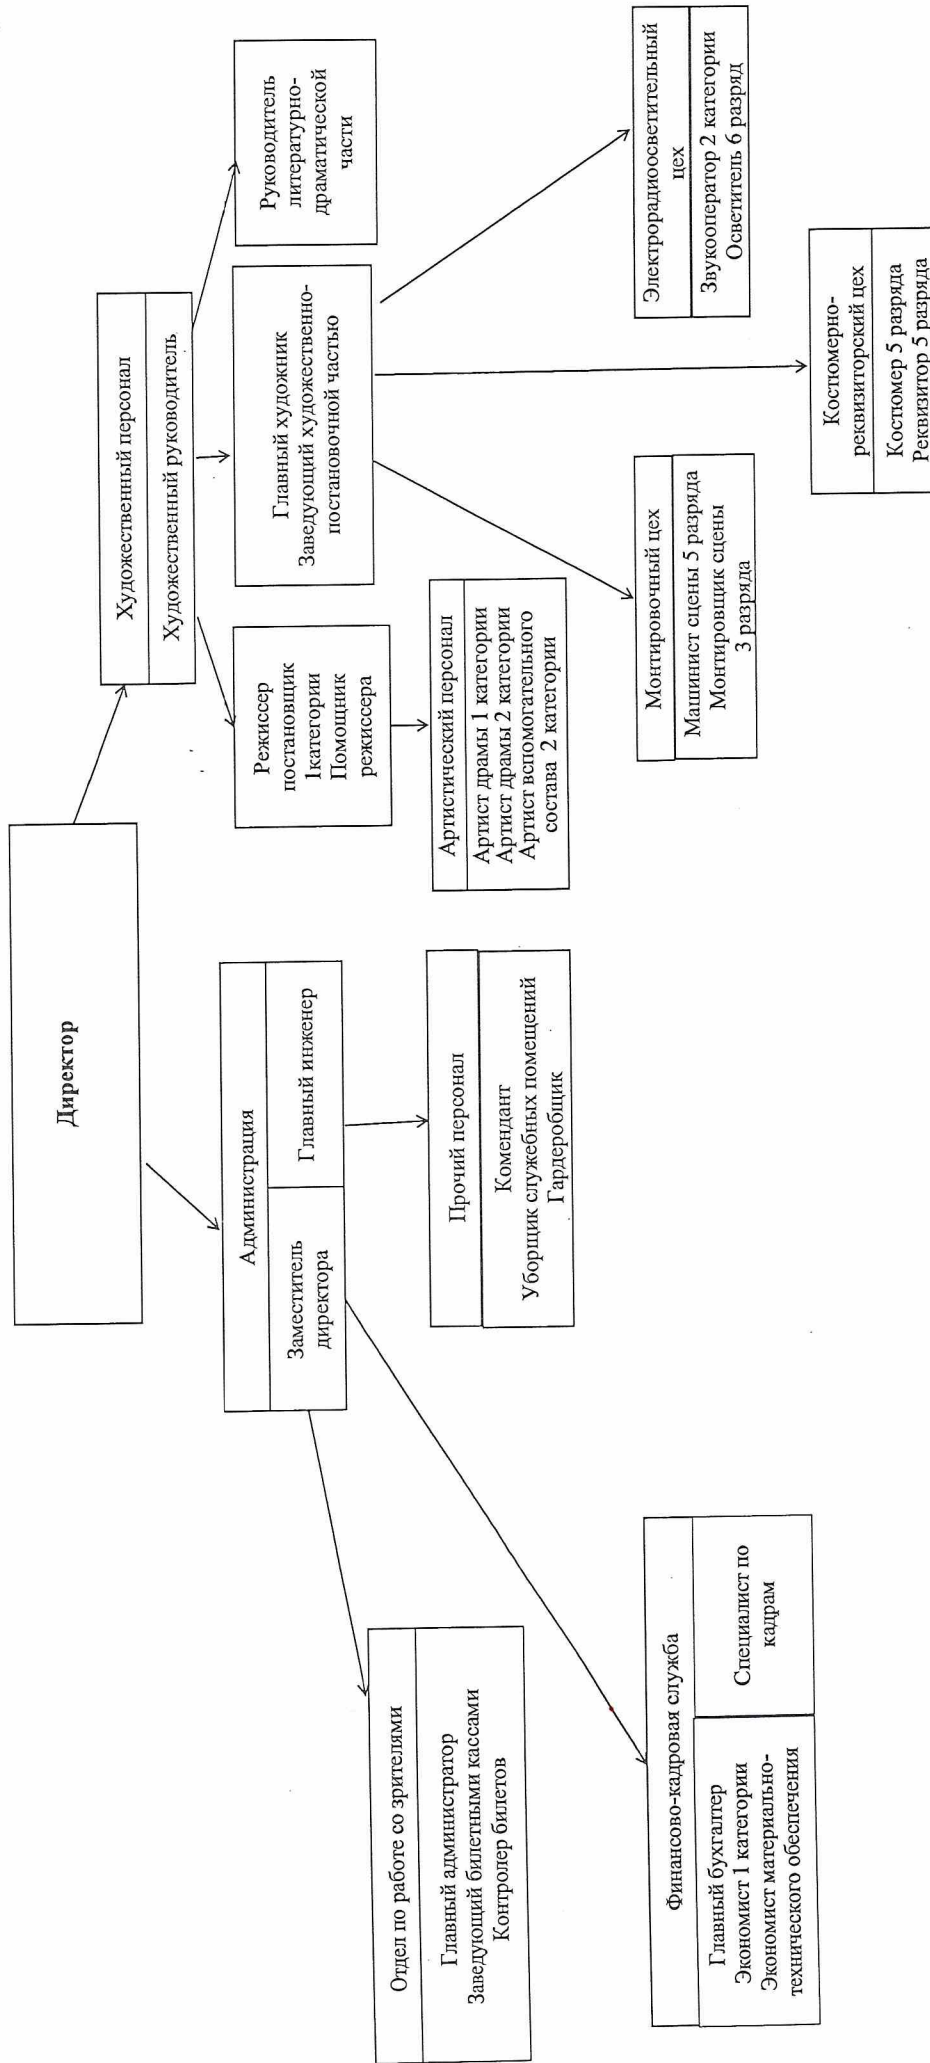 Директор
Администрация
Заместитель
директора
Главный инженер
Художественный персонал
Художественный руководитель
Отдел по работе со зрителями
Главный администратор
Заведующий билетными кассами
Контролер билетов
Финансово-кадровая служба
Главный бухгалтер
Экономист 1 категории
Экономист материально-
технического обеспечения
Специалист по
кадрам
Прочий персонал
Комендант
Уборщик служебных помещений
Гардеробщик
Режиссер
постановщик
1категории
Помощник
режиссера
Артистический персонал
Артист драмы 1 категории
Артист драмы 2 категории
Артист вспомогательного
состава 2 категории
Главный художник
Заведующий художественно-
постановочной частью
Руководитель
литературно-
драматической
части
Монтировочный цех
Машинист сцены 5 разряда
Монтировщик сцены
3 разряда
Костюмерно-
реквизиторский цех
Костюмер 5 разряда
Реквизитор 5 разряда
Электрорадиоосветительный
цех
Звукооператор 2 категории
Осветитель 6 разряд